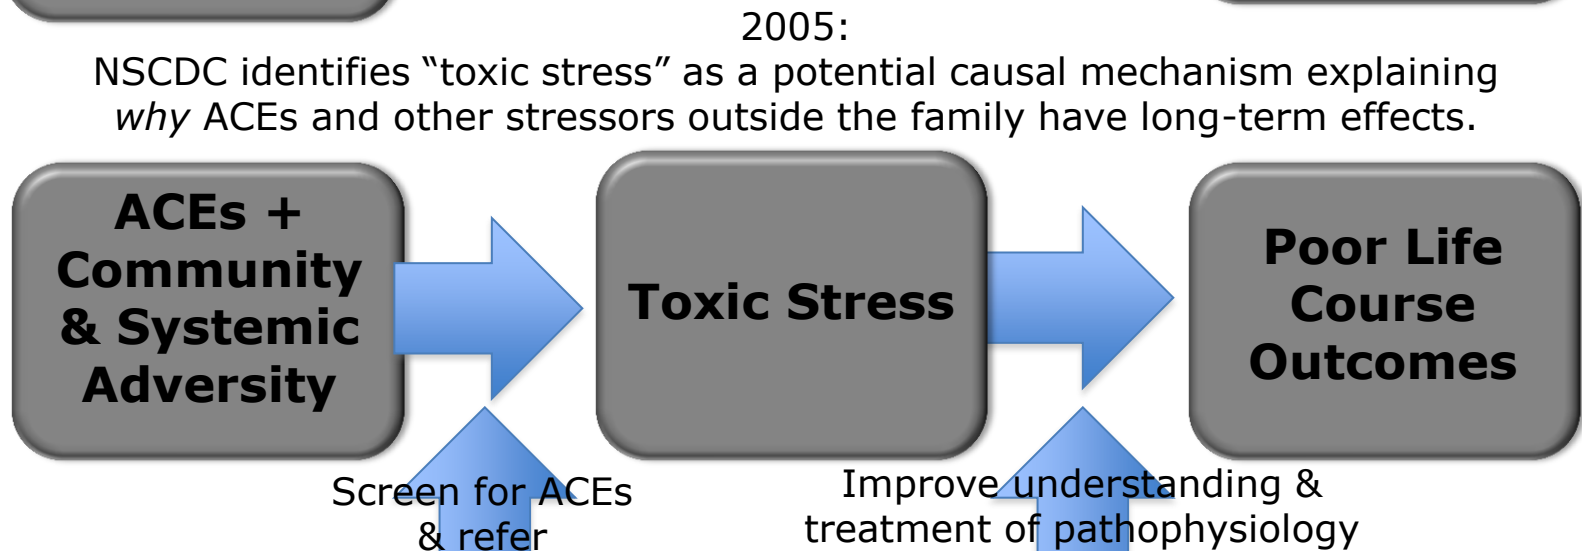 2005:
NSCDC identifies “toxic stress” as a potential causal mechanism explaining
why ACEs and other stressors outside the family have long-term effects.
ACEs +
Community
& Systemic
Adversity
Toxic Stress
Poor Life
Course
Outcomes
Screen for ACEs
& refer
Improve understanding &
treatment of pathophysiology